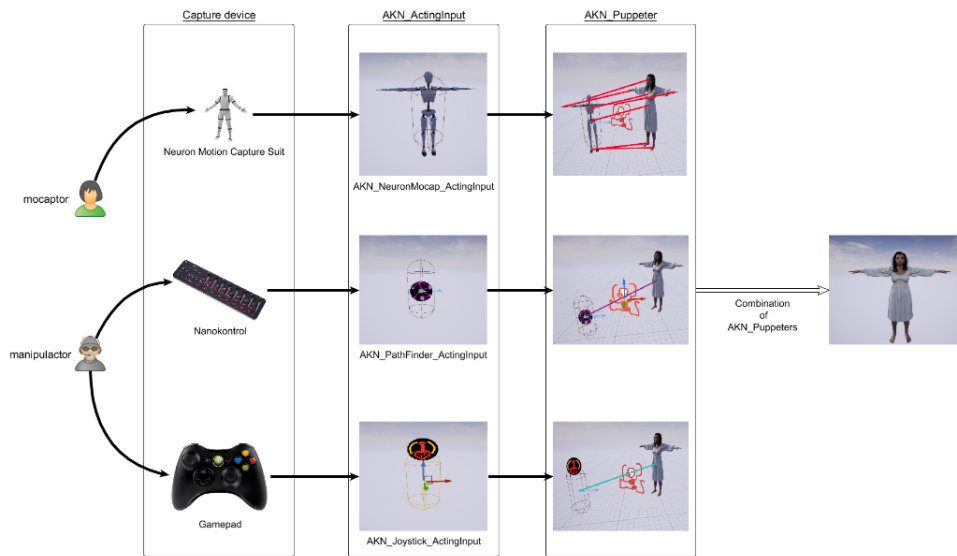 Capture device
AKN_ActingInput
AKN_Puppeter
Neuron Motion Capture Suit
AKN_NeuronMocap_ActingInput
mocaptor
Nanokontrol
AKN_PathFinder_ActingInput
manipulactor
Combination
of
AKN_Puppeters
Gamepad
AKN_Joystick_ActingInput